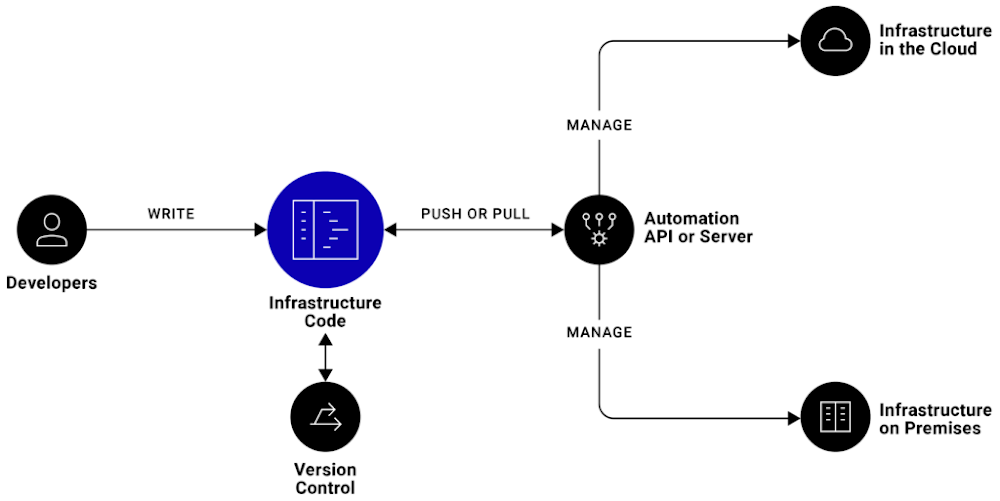 Infrastructure
in the Cloud
MANAGE
WRITE
PUSH OR PULL
Automation
API or Server
Developers
Infrastructure
Code
MANAGE
Infrastructure
on Premises
Version
Control